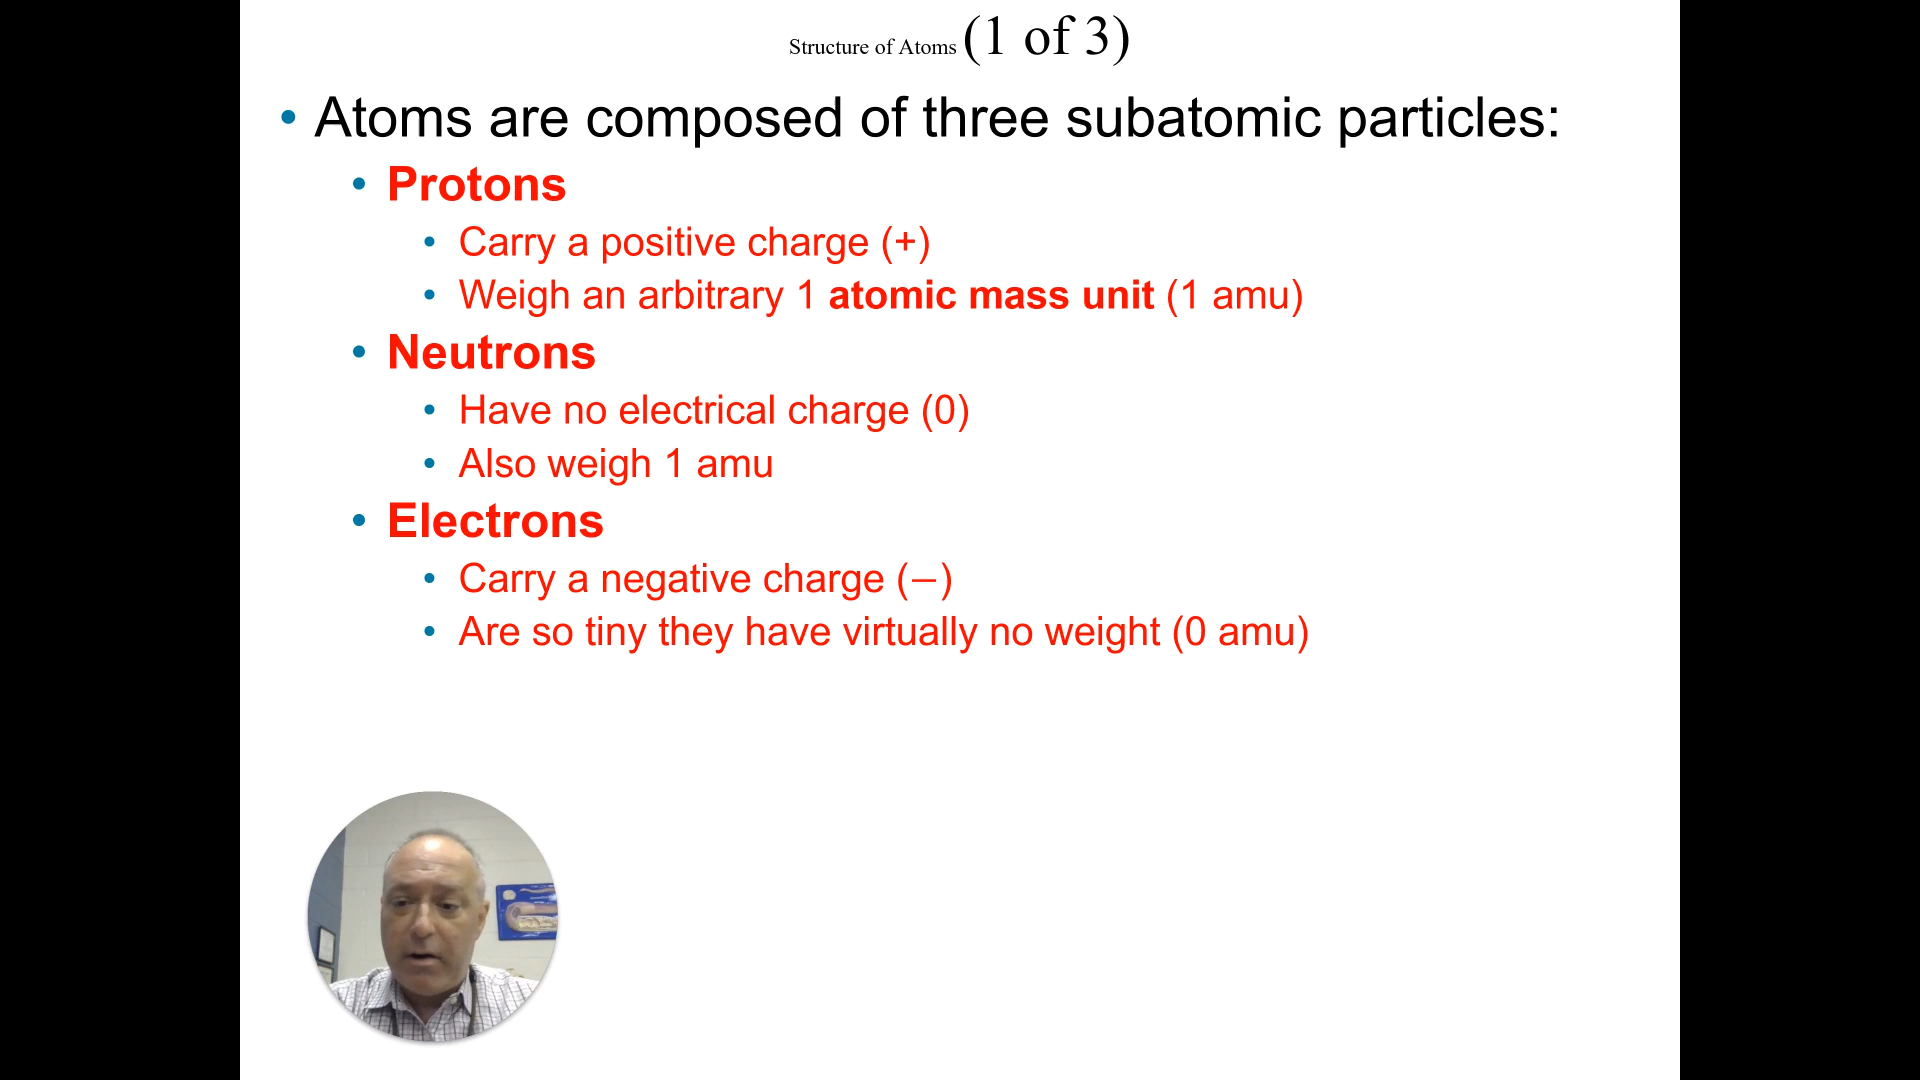 Structure of Atoms (1 of 3)
• Atoms are composed of three subatomic particles:
• Protons
• Carry a positive charge (+)
• Weigh an arbitrary 1 atomic mass unit (1 amu)
• Neutrons
• Have no electrical charge (0)
• Also weigh 1 amu
• Electrons
• Carry a negative charge (−)
• Are so tiny they have virtually no weight (0 amu)